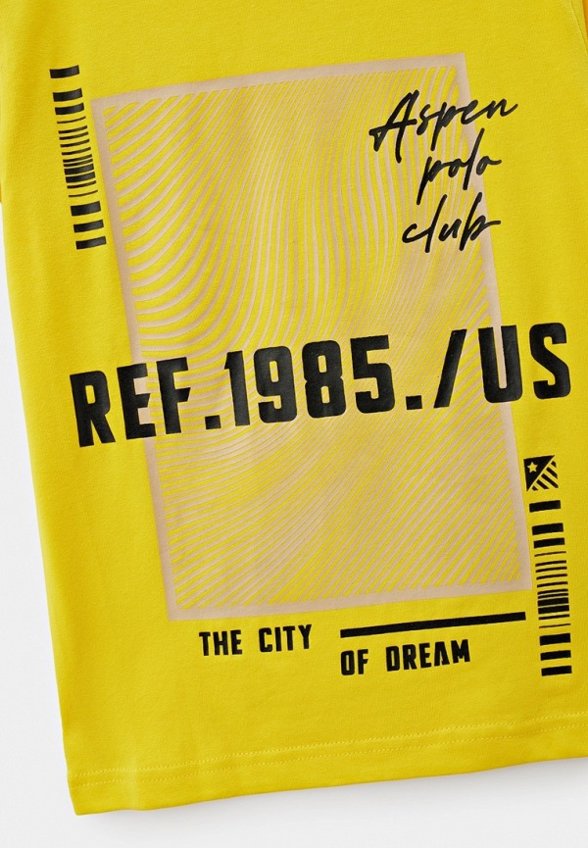 Aspen
polo
club
REF.1985./US
THE CITY
OF DREAM